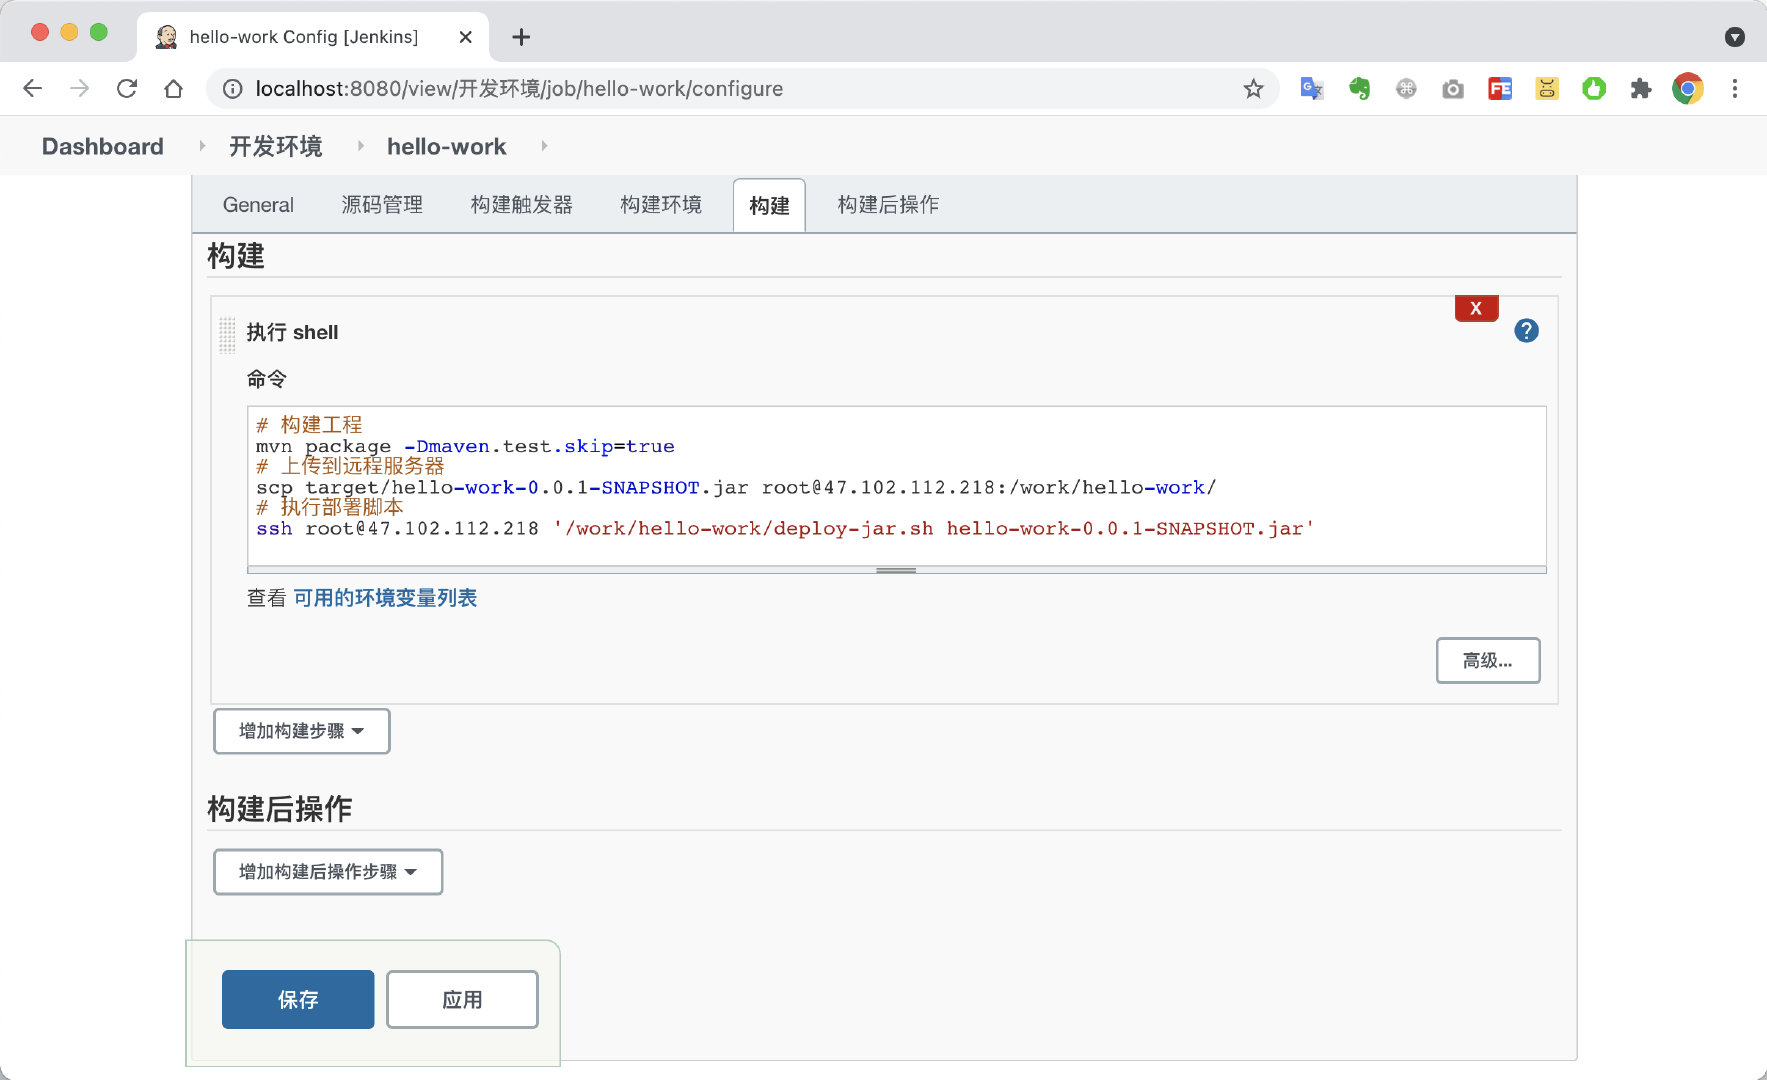 hello-work Config [Jenkins]
localhost:8080/view/开发环境/job/hello-work/configure
Dashboard 开发环境 hello-work
General 源码管理 构建触发器 构建环境 构建 构建后操作
构建
X
执行 shell
?
命令
# 构建工程
mvn package -Dmaven.test.skip=true
# 上传到远程服务器
scp target/hello-work-0.0.1-SNAPSHOT.jar root@47.102.112.218:/work/hello-work/
# 执行部署脚本
ssh root@47.102.112.218 '/work/hello-work/deploy-jar.sh hello-work-0.0.1-SNAPSHOT.jar'
查看 可用的环境变量列表
高级...
增加构建步骤
构建后操作
增加构建后操作步骤
保存 应用